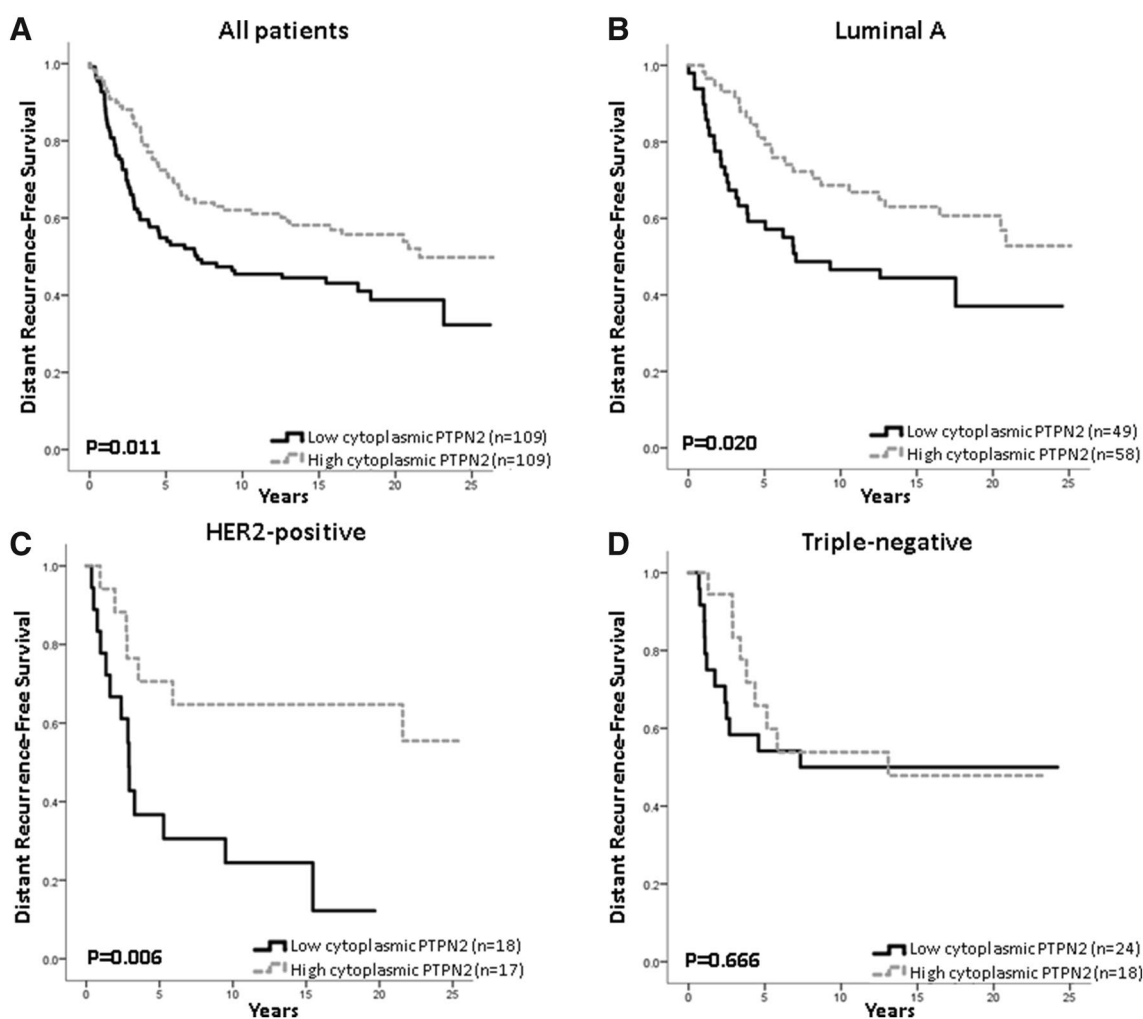 A
All patients
Distant Recurrence-Free Survival
1.0
0.8
0.6
0.4
0.2
0.0
P=0.011
Low cytoplasmic PTPN2 (n=109)
High cytoplasmic PTPN2 (n=109)
0 5 10 15 20 25
Years
B
Luminal A
Distant Recurrence-Free Survival
1.0
0.8
0.6
0.4
0.2
0.0
P=0.020
Low cytoplasmic PTPN2 (n=49)
High cytoplasmic PTPN2 (n=58)
0 5 10 15 20 25
Years
C
HER2-positive
Distant Recurrence-Free Survival
1.0
0.8
0.6
0.4
0.2
0.0
P=0.006
Low cytoplasmic PTPN2 (n=18)
High cytoplasmic PTPN2 (n=17)
0 5 10 15 20 25
Years
D
Triple-negative
Distant Recurrence-Free Survival
1.0
0.8
0.6
0.4
0.2
0.0
P=0.666
Low cytoplasmic PTPN2 (n=24)
High cytoplasmic PTPN2 (n=18)
0 5 10 15 20 25
Years